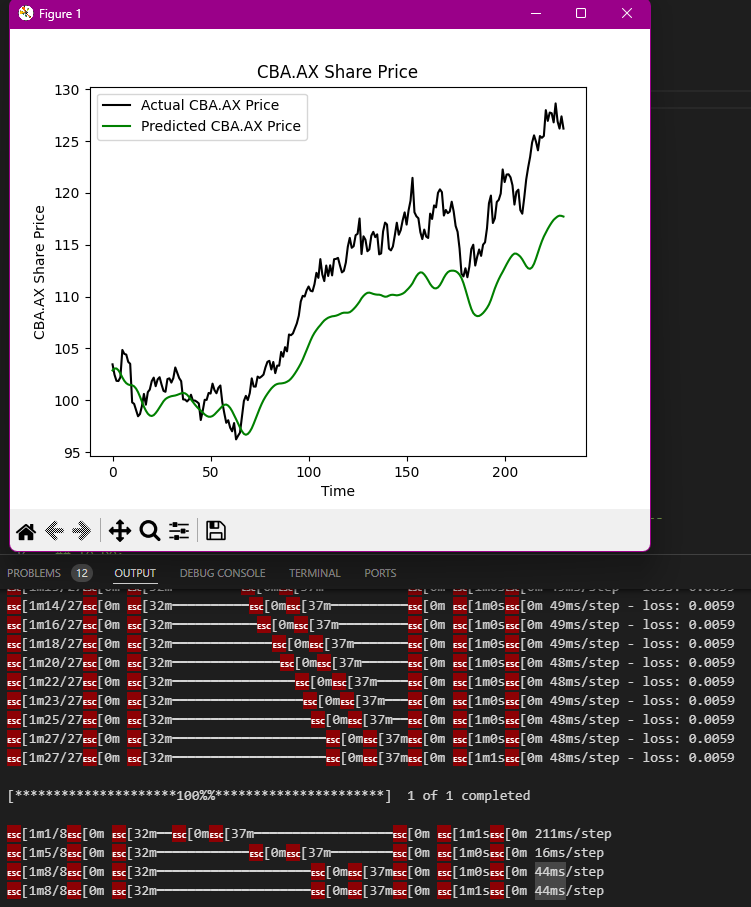 Figure 1
CBA.AX Share Price
Actual CBA.AX Price
Predicted CBA.AX Price
130
125
120
115
110
105
100
95
CBA.AX Share Price
0
50
100
150
200
Time
PROBLEMS 12 OUTPUT DEBUG CONSOLE TERMINAL PORTS
ESC[1m14/27ESC[0m ESC[32m━━━━━━━━━━ESC[0mESC[37m━━━━━━━━━━ESC[0m ESC[1m0sESC[0m 49ms/step - loss: 0.0059
ESC[1m16/27ESC[0m ESC[32m━━━━━━━━━━━ESC[0mESC[37m━━━━━━━━━ESC[0m ESC[1m0sESC[0m 49ms/step - loss: 0.0059
ESC[1m18/27ESC[0m ESC[32m━━━━━━━━━━━━━ESC[0mESC[37m━━━━━━━ESC[0m ESC[1m0sESC[0m 49ms/step - loss: 0.0059
ESC[1m20/27ESC[0m ESC[32m━━━━━━━━━━━━━━ESC[0mESC[37m━━━━━━ESC[0m ESC[1m0sESC[0m 48ms/step - loss: 0.0059
ESC[1m22/27ESC[0m ESC[32m━━━━━━━━━━━━━━━━ESC[0mESC[37m━━━━ESC[0m ESC[1m0sESC[0m 48ms/step - loss: 0.0059
ESC[1m23/27ESC[0m ESC[32m━━━━━━━━━━━━━━━━━ESC[0mESC[37m━━━ESC[0m ESC[1m0sESC[0m 49ms/step - loss: 0.0059
ESC[1m25/27ESC[0m ESC[32m━━━━━━━━━━━━━━━━━━ESC[0mESC[37m━━ESC[0m ESC[1m0sESC[0m 48ms/step - loss: 0.0059
ESC[1m27/27ESC[0m ESC[32m━━━━━━━━━━━━━━━━━━━━ESC[0mESC[37mESC[0m ESC[1m0sESC[0m 48ms/step - loss: 0.0059
ESC[1m27/27ESC[0m ESC[32m━━━━━━━━━━━━━━━━━━━━ESC[0mESC[37mESC[0m ESC[1m1sESC[0m 48ms/step - loss: 0.0059
[*********************100%%**********************]  1 of 1 completed
ESC[1m1/8ESC[0m ESC[32m━━ESC[0mESC[37m━━━━━━━━━━━━━━━━━━ESC[0m ESC[1m1sESC[0m 211ms/step
ESC[1m5/8ESC[0m ESC[32m━━━━━━━━━━━━ESC[0mESC[37m━━━━━━━━ESC[0m ESC[1m0sESC[0m 16ms/step
ESC[1m8/8ESC[0m ESC[32m━━━━━━━━━━━━━━━━━━━━ESC[0mESC[37mESC[0m ESC[1m0sESC[0m 44ms/step
ESC[1m8/8ESC[0m ESC[32m━━━━━━━━━━━━━━━━━━━━ESC[0mESC[37mESC[0m ESC[1m1sESC[0m 44ms/step